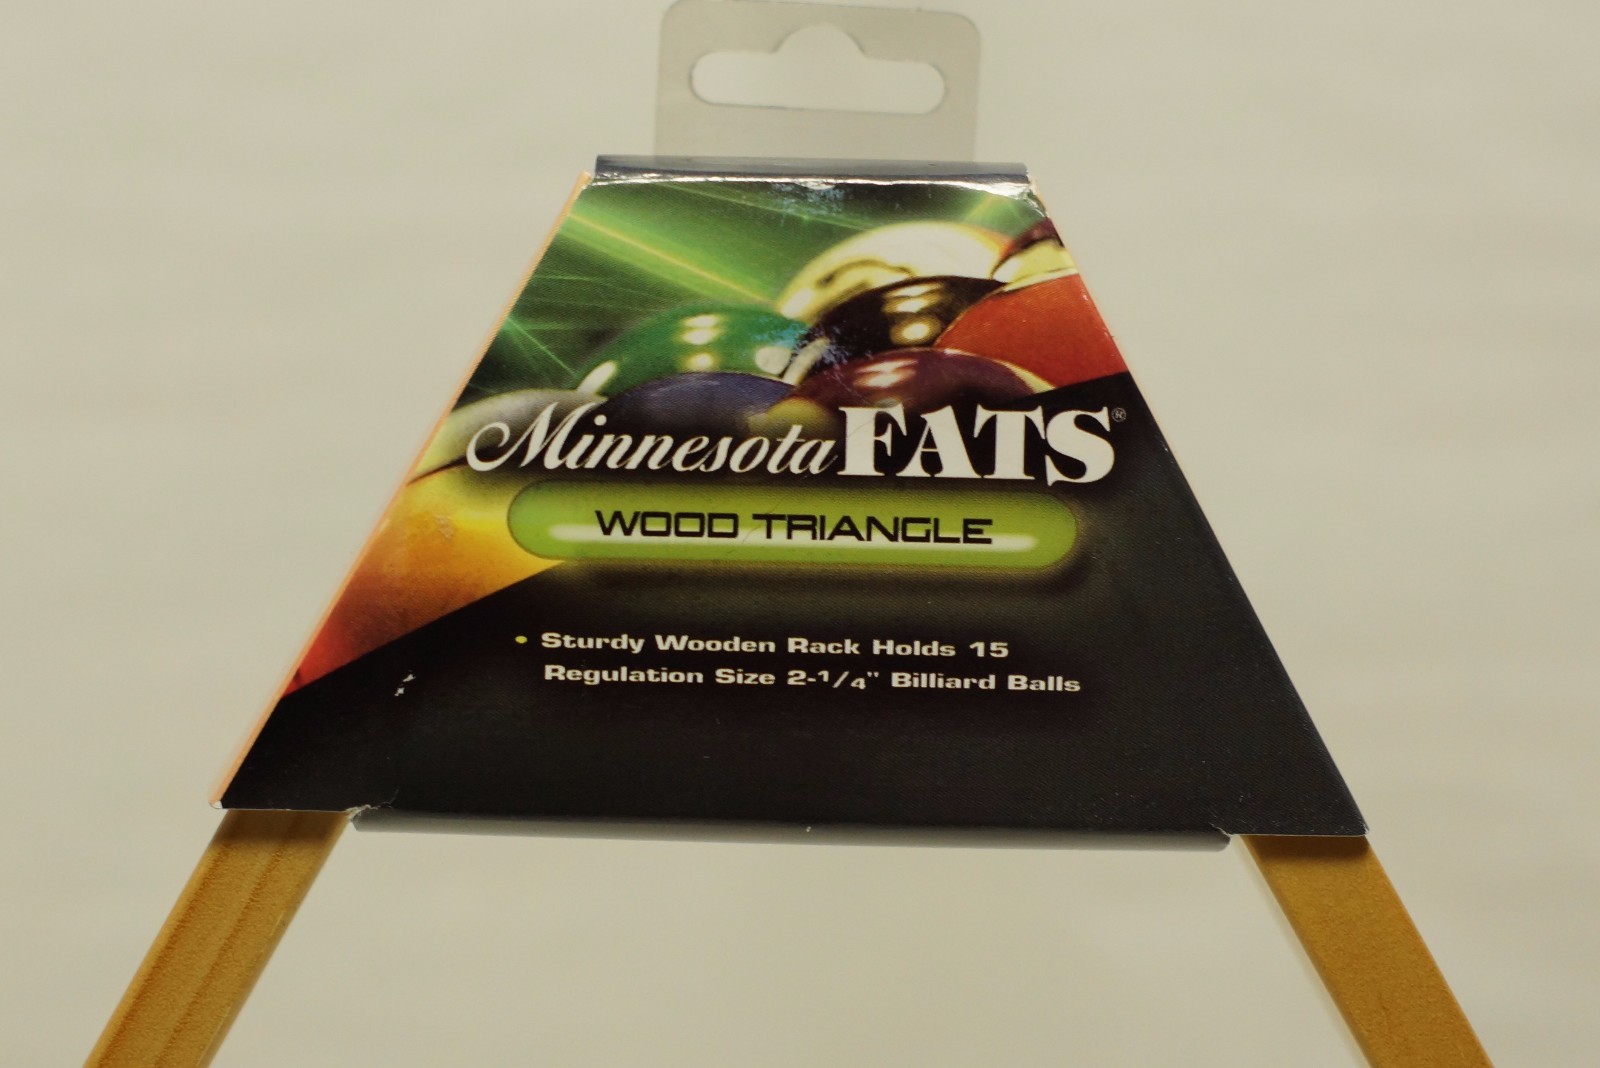 Minnesota FATS®
WOOD TRIANGLE
• Sturdy Wooden Rack Holds 15
Regulation Size 2-1/4" Billiard Balls